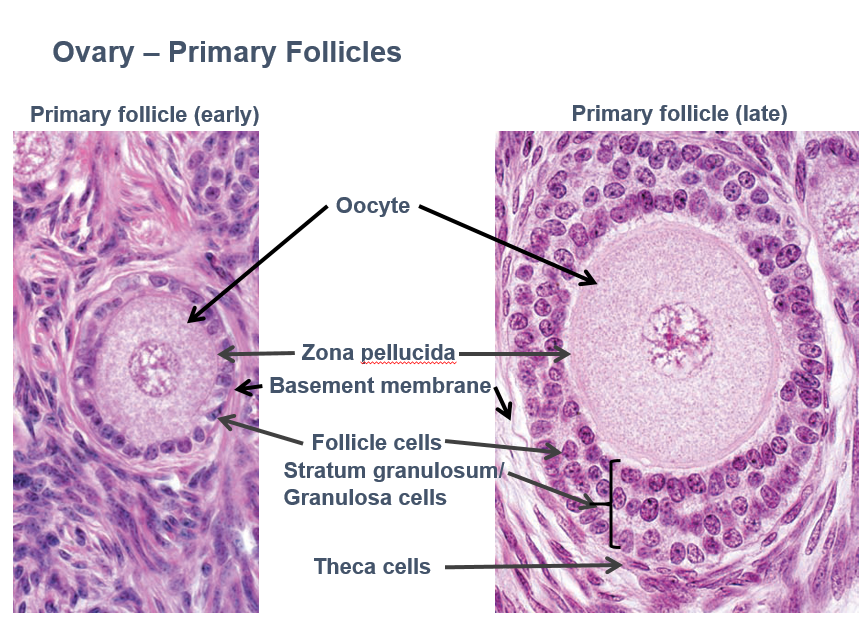 Ovary – Primary Follicles
Primary follicle (early)
Primary follicle (late)
Oocyte
Zona pellucida
Basement membrane
Follicle cells
Stratum granulosum/
Granulosa cells
Theca cells